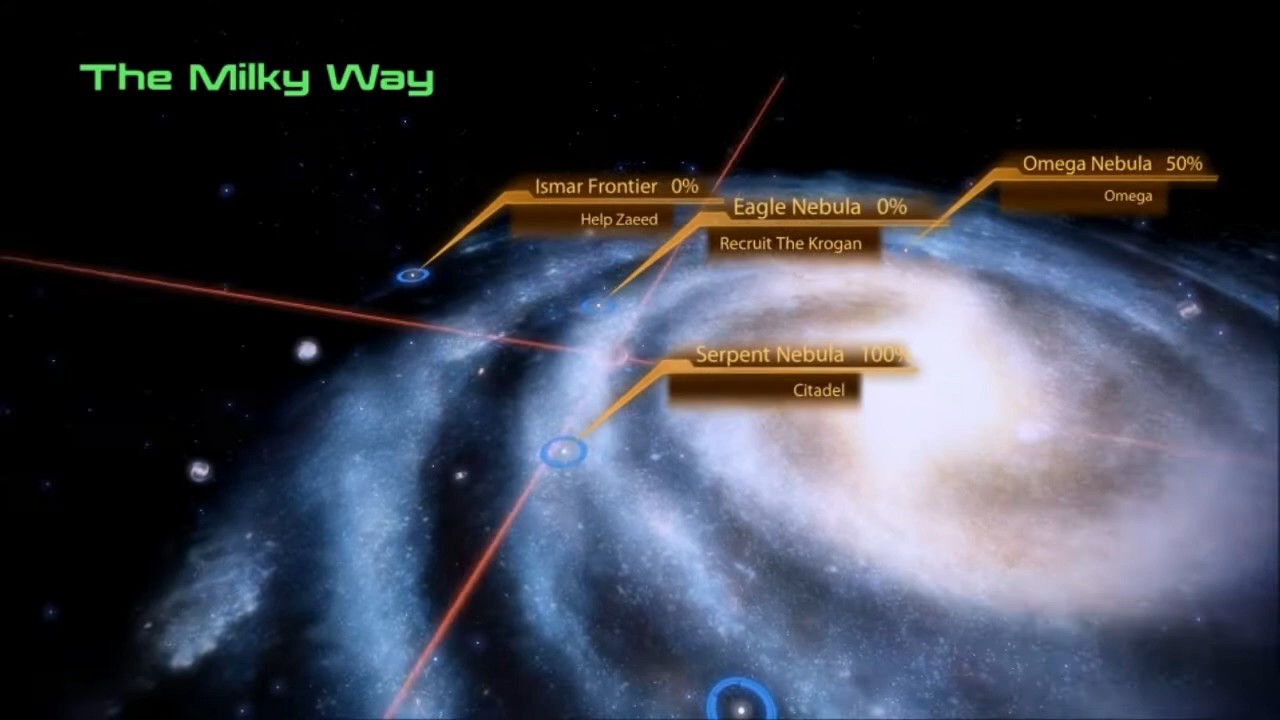 The Milky Way
Omega Nebula 50%
Omega
Ismar Frontier 0%
Help Zaeed
Eagle Nebula 0%
Recruit The Krogan
Serpent Nebula 100%
Citadel